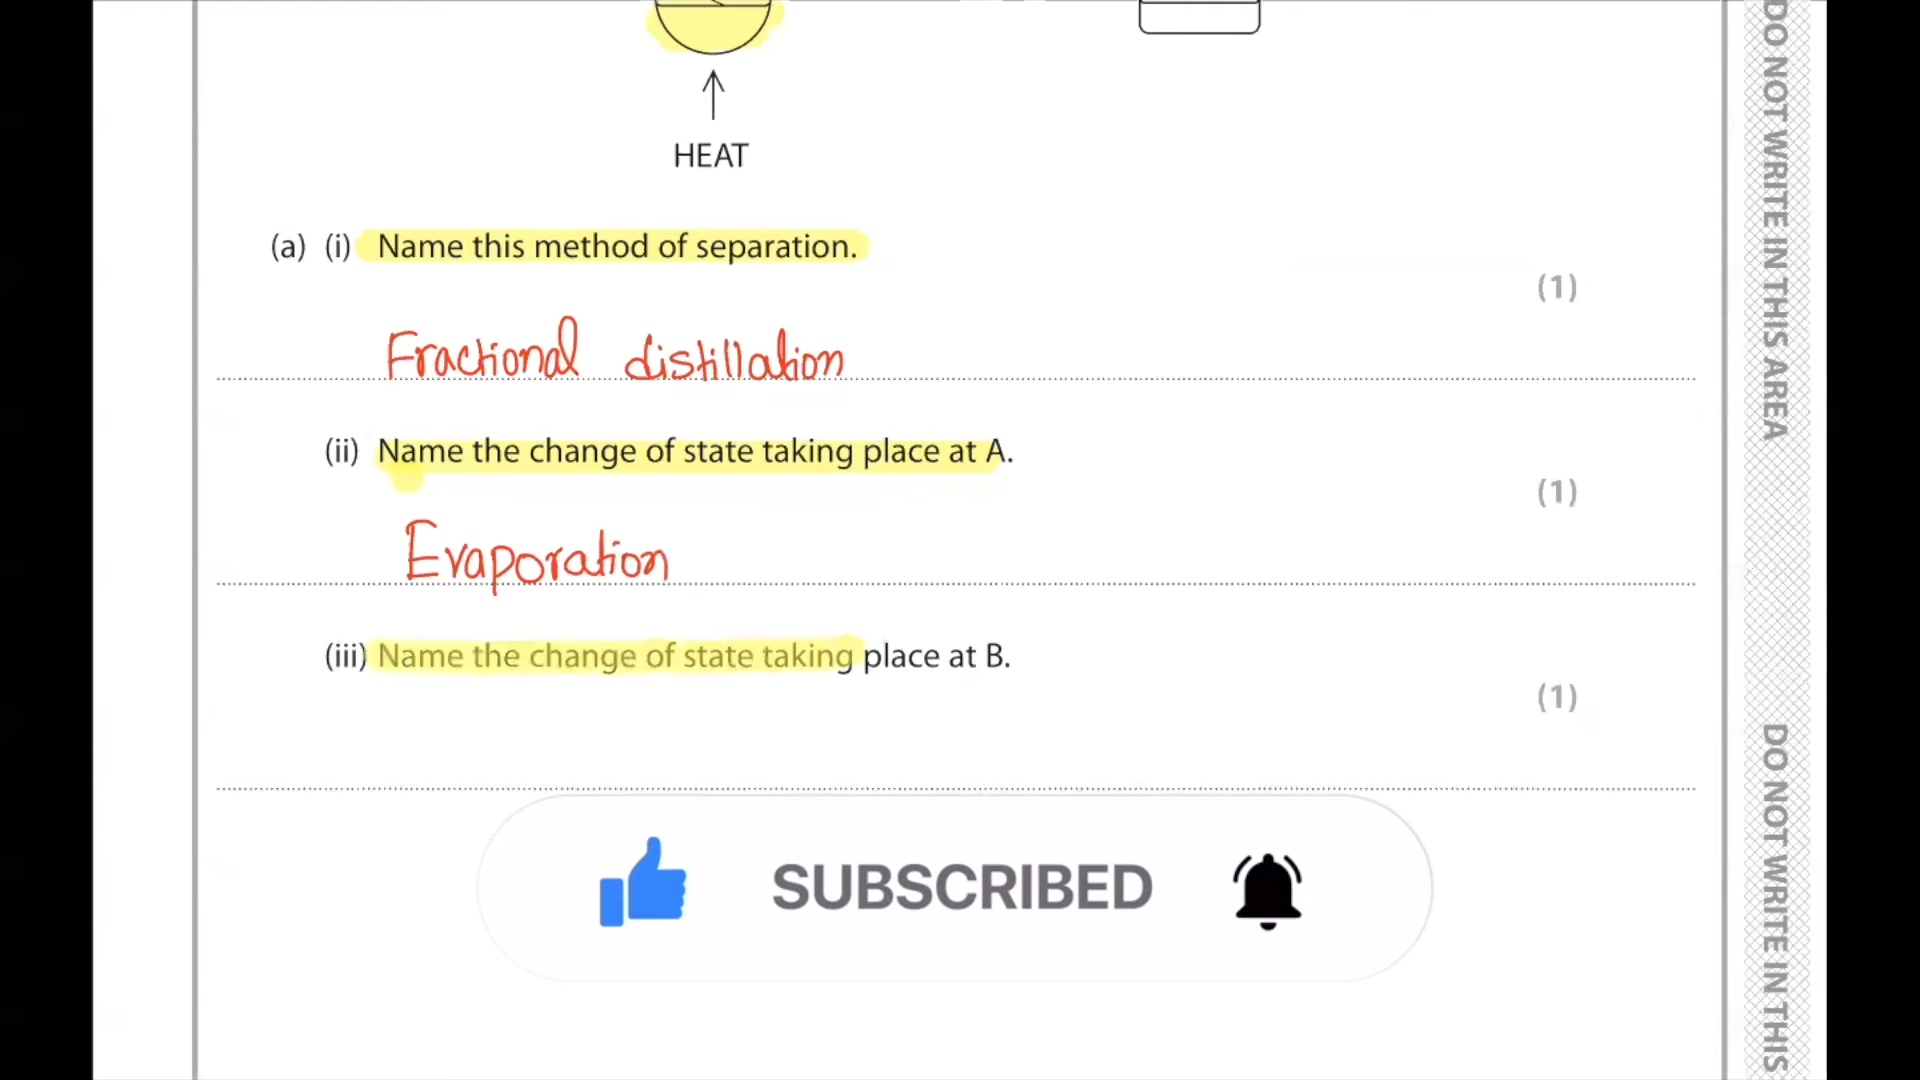 HEAT
(a) (i) Name this method of separation.
(1)
Fractional distillation
(ii) Name the change of state taking place at A.
(1)
Evaporation
(iii) Name the change of state taking place at B.
(1)
SUBSCRIBED
DO NOT WRITE IN THIS AREA
DO NOT WRITE IN THIS